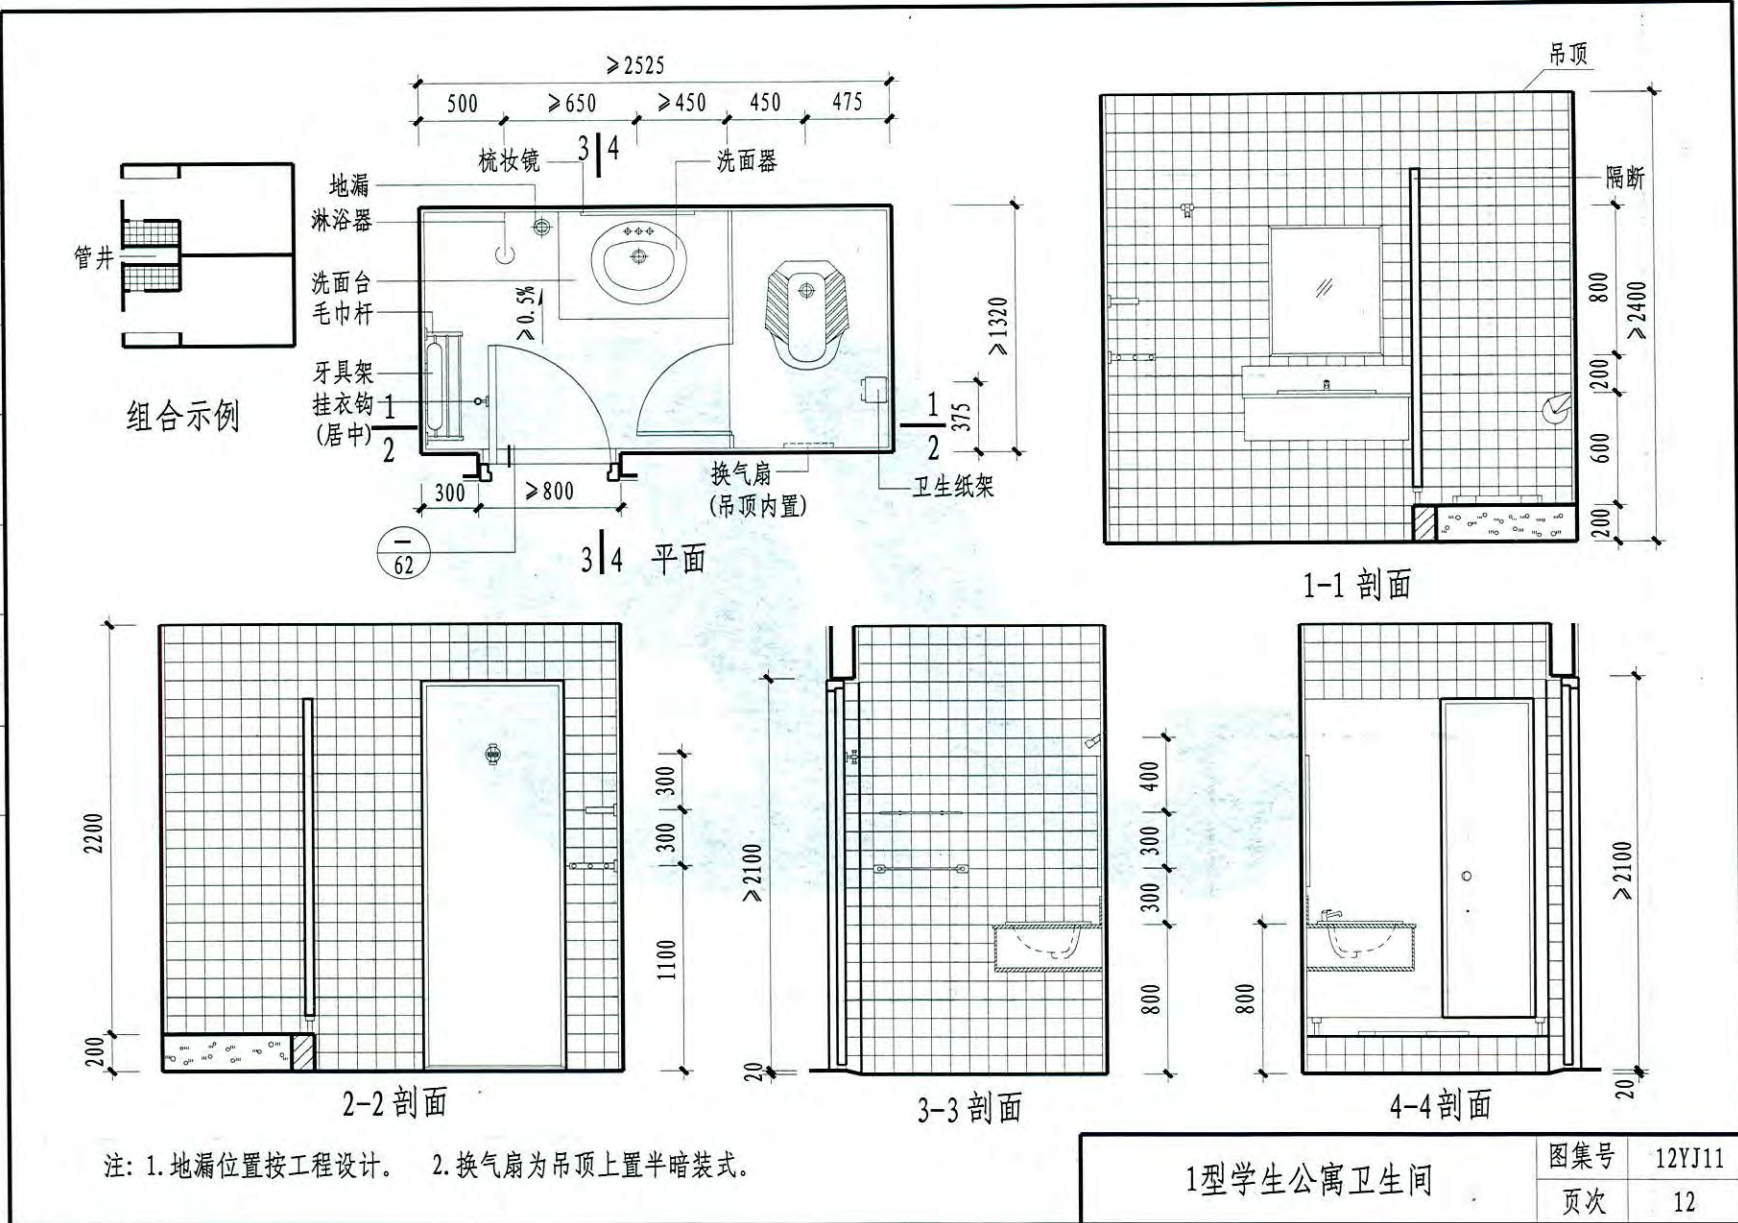 ≥2525
500 ≥650 ≥450 450 475
3 4
梳妆镜
洗面器
地漏
淋浴器
管井
洗面台
毛巾杆
≥0.5%
牙具架
挂衣钩
(居中)
1
2
1
2
375
≥1320
组合示例
换气扇
(吊顶内置)
卫生纸架
300 ≥800
—
62
3 4 平面
吊顶
隔断
800
200
600
200
≥2400
1-1 剖面
2200
200
300
300
1100
2-2 剖面
≥2100
20
400
300
300
800
3-3 剖面
800
≥2100
20
4-4剖面
注: 1.地漏位置按工程设计。 2.换气扇为吊顶上置半暗装式。
1型学生公寓卫生间
图集号 12YJ11
页次 12